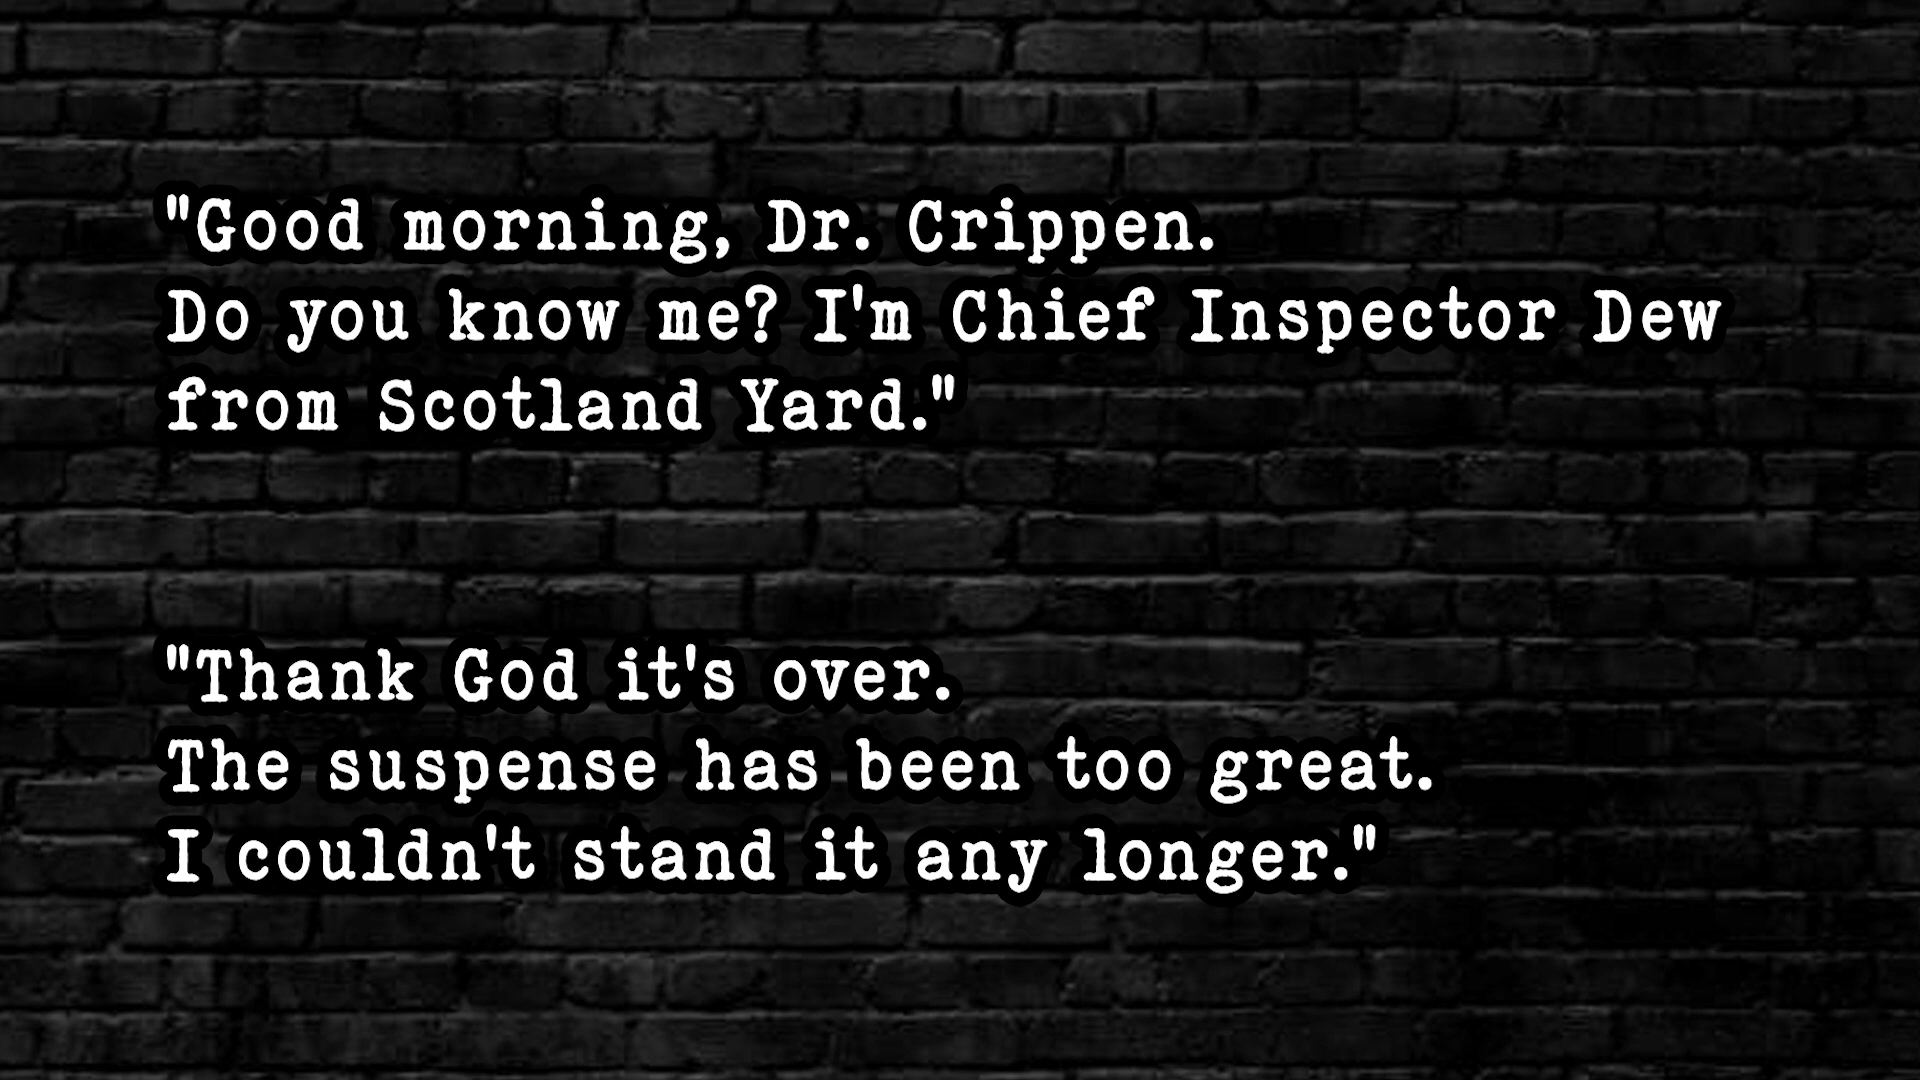 "Good morning, Dr. Crippen.
Do you know me? I'm Chief Inspector Dew
from Scotland Yard."
"Thank God it's over.
The suspense has been too great.
I couldn't stand it any longer."